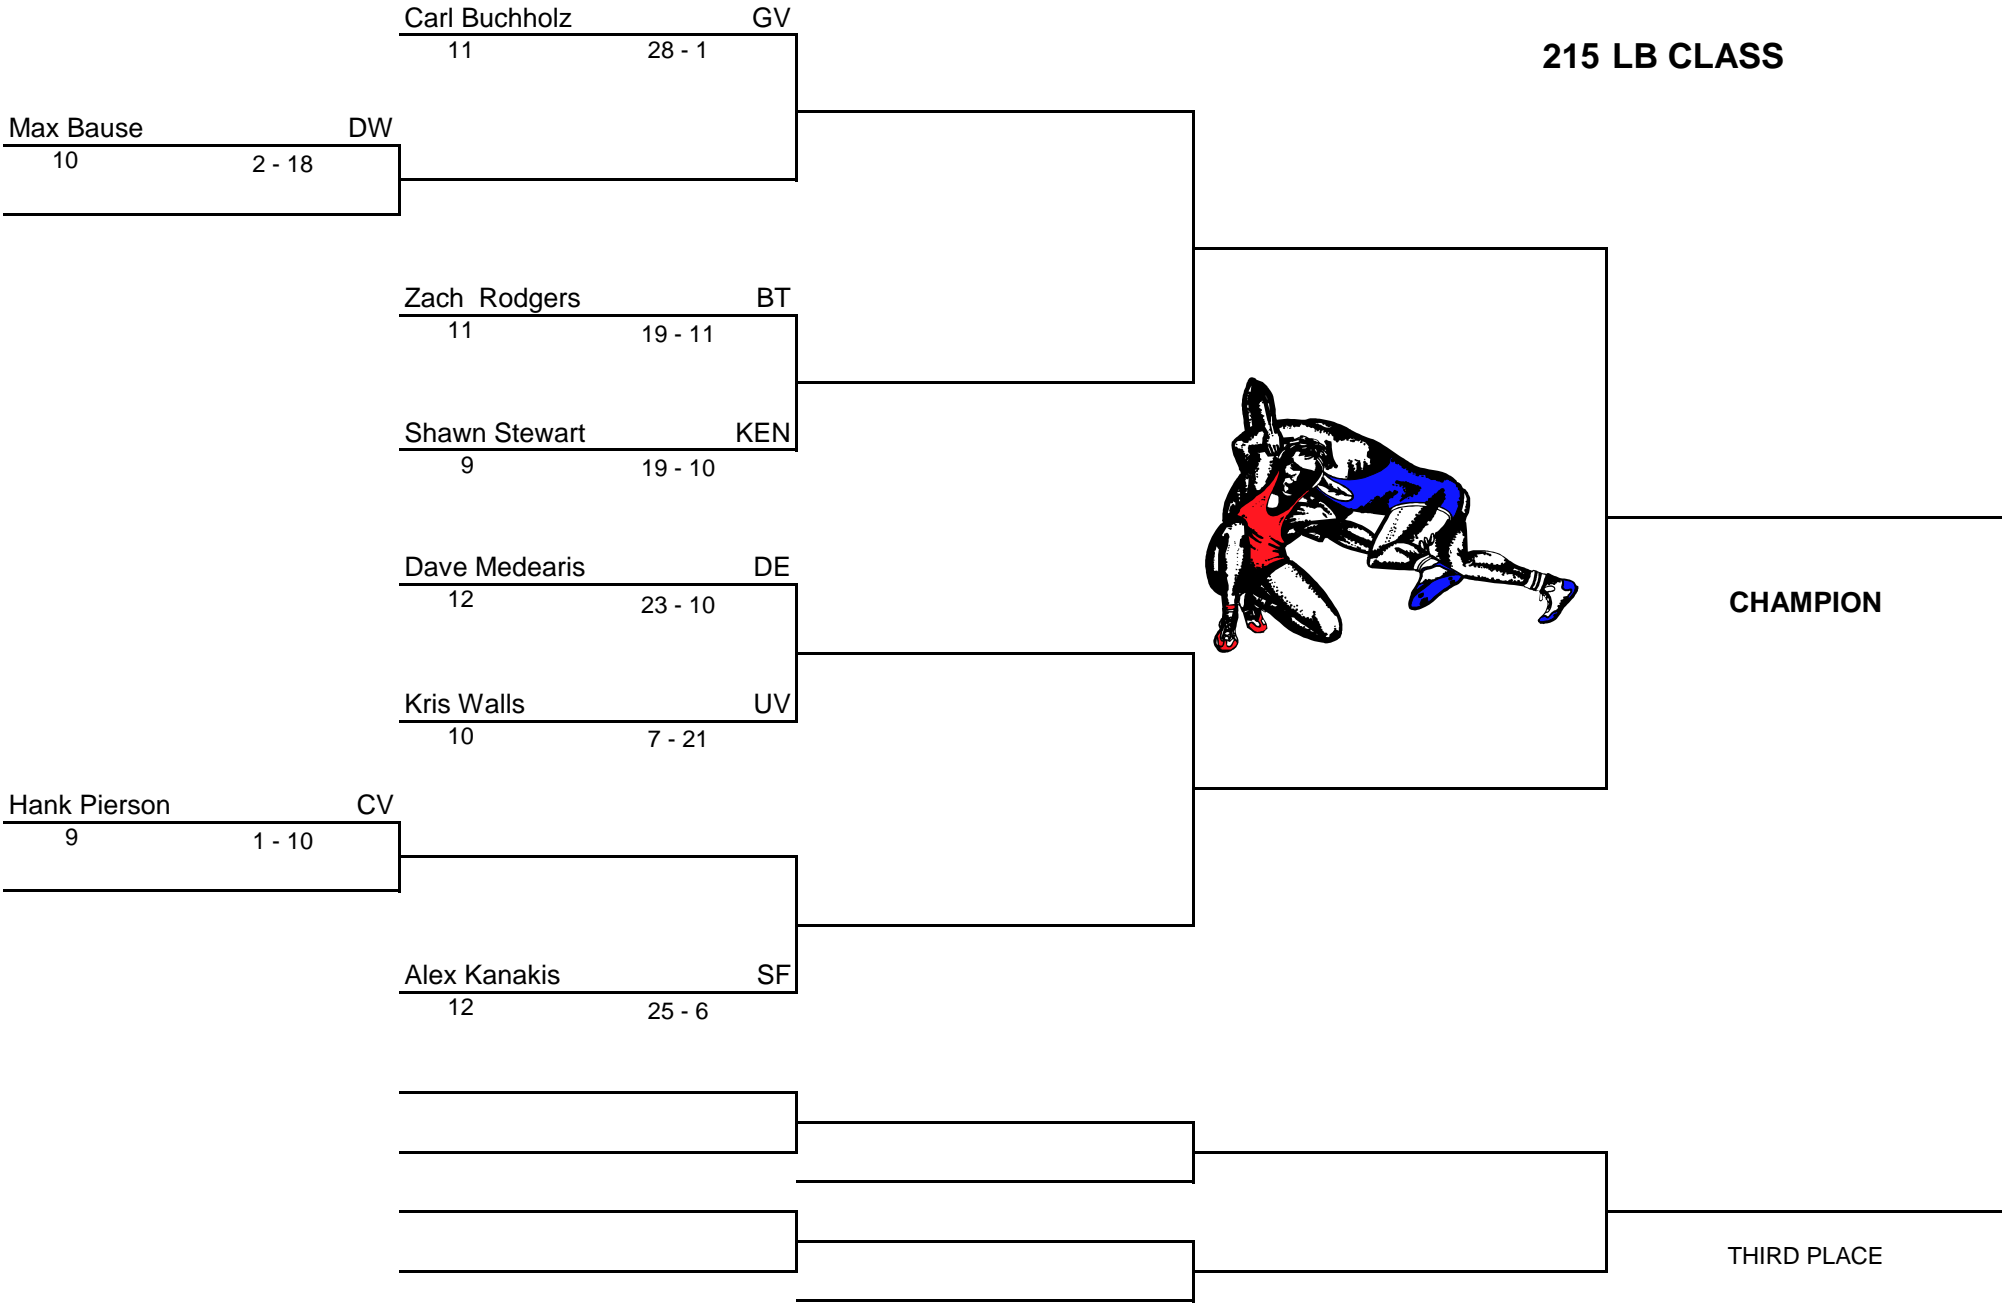 Carl Buchholz GV
11 28 - 1
215 LB CLASS
Max Bause DW
10 2 - 18
Zach  Rodgers BT
11 19 - 11
Shawn Stewart KEN
9 19 - 10
Dave Medearis DE
12 23 - 10
CHAMPION
Kris Walls UV
10 7 - 21
Hank Pierson CV
9 1 - 10
Alex Kanakis SF
12 25 - 6
THIRD PLACE